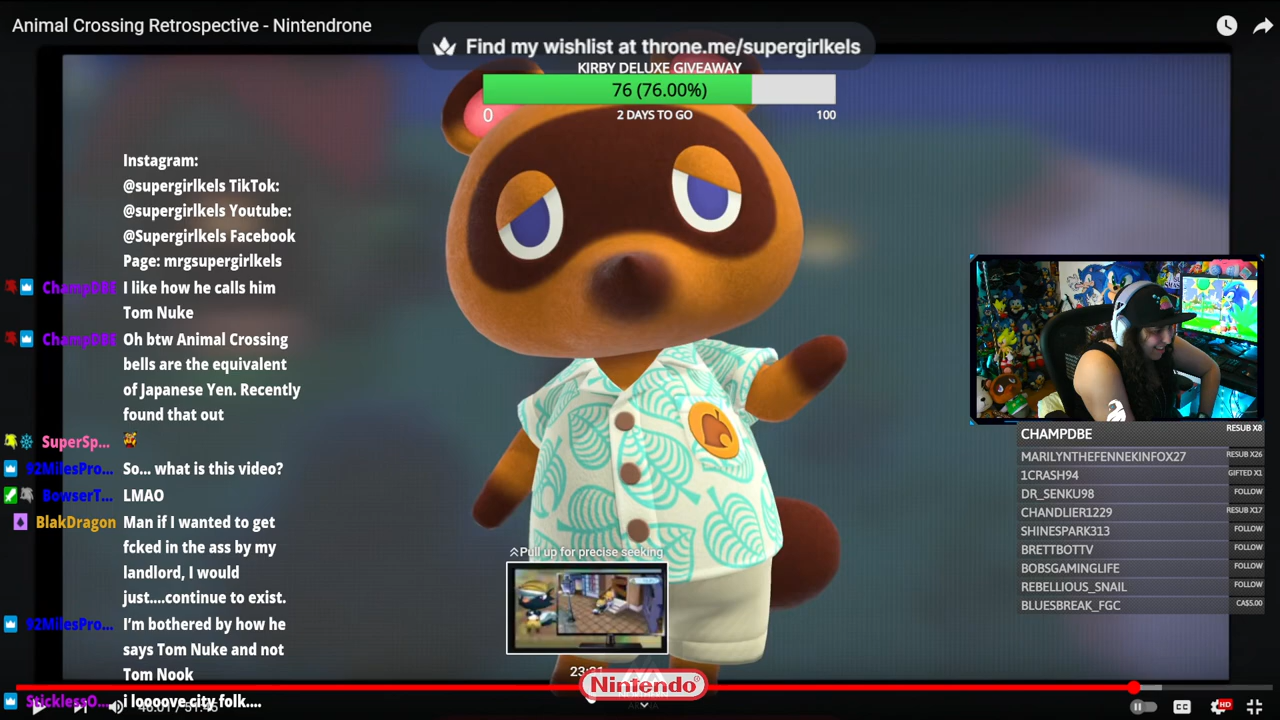 Animal Crossing Retrospective - Nintendrone
Find my wishlist at throne.me/supergirlkels
KIRBY DELUXE GIVEAWAY
76 (76.00%)
0
2 DAYS TO GO
100
Instagram:
@supergirlkels TikTok:
@supergirlkels Youtube:
@Supergirlkels Facebook
Page: mrgsupergirlkels
ChampDBE I like how he calls him
Tom Nuke
ChampDBE Oh btw Animal Crossing
bells are the equivalent
of Japanese Yen. Recently
found that out
SuperSp...
92MilesPro... So... what is this video?
BowserT... LMAO
BlakDragon Man if I wanted to get
fcked in the ass by my
landlord, I would
just....continue to exist.
92MilesPro... I'm bothered by how he
says Tom Nuke and not
Tom Nook
SticklessO... i loooove city folk....
CHAMPDBE RESUB X8
MARILYNTHEFENNEKINFOX27 RESUB X26
1CRASH94 GIFTED X1
DR_SENKU98 FOLLOW
CHANDLIER1229 RESUB X17
SHINESPARK313 FOLLOW
BRETTBOTTV FOLLOW
BOBSGAMINGLIFE FOLLOW
REBELLIOUS_SNAIL FOLLOW
BLUESBREAK_FGC CA$5.00
Pull up for precise seeking
Nintendo
CC
HD